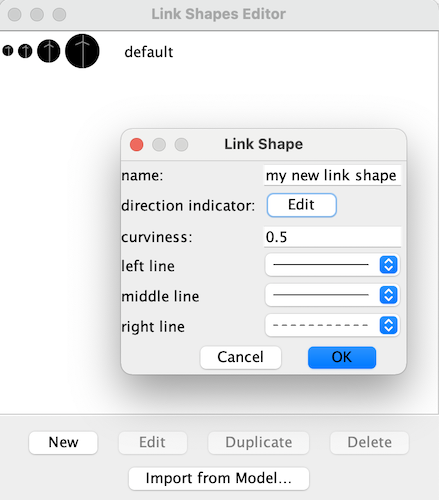 Link Shapes Editor
default
Link Shape
name: my new link shape
direction indicator: Edit
curviness: 0.5
left line
middle line
right line
Cancel OK
New Edit Duplicate Delete
Import from Model...